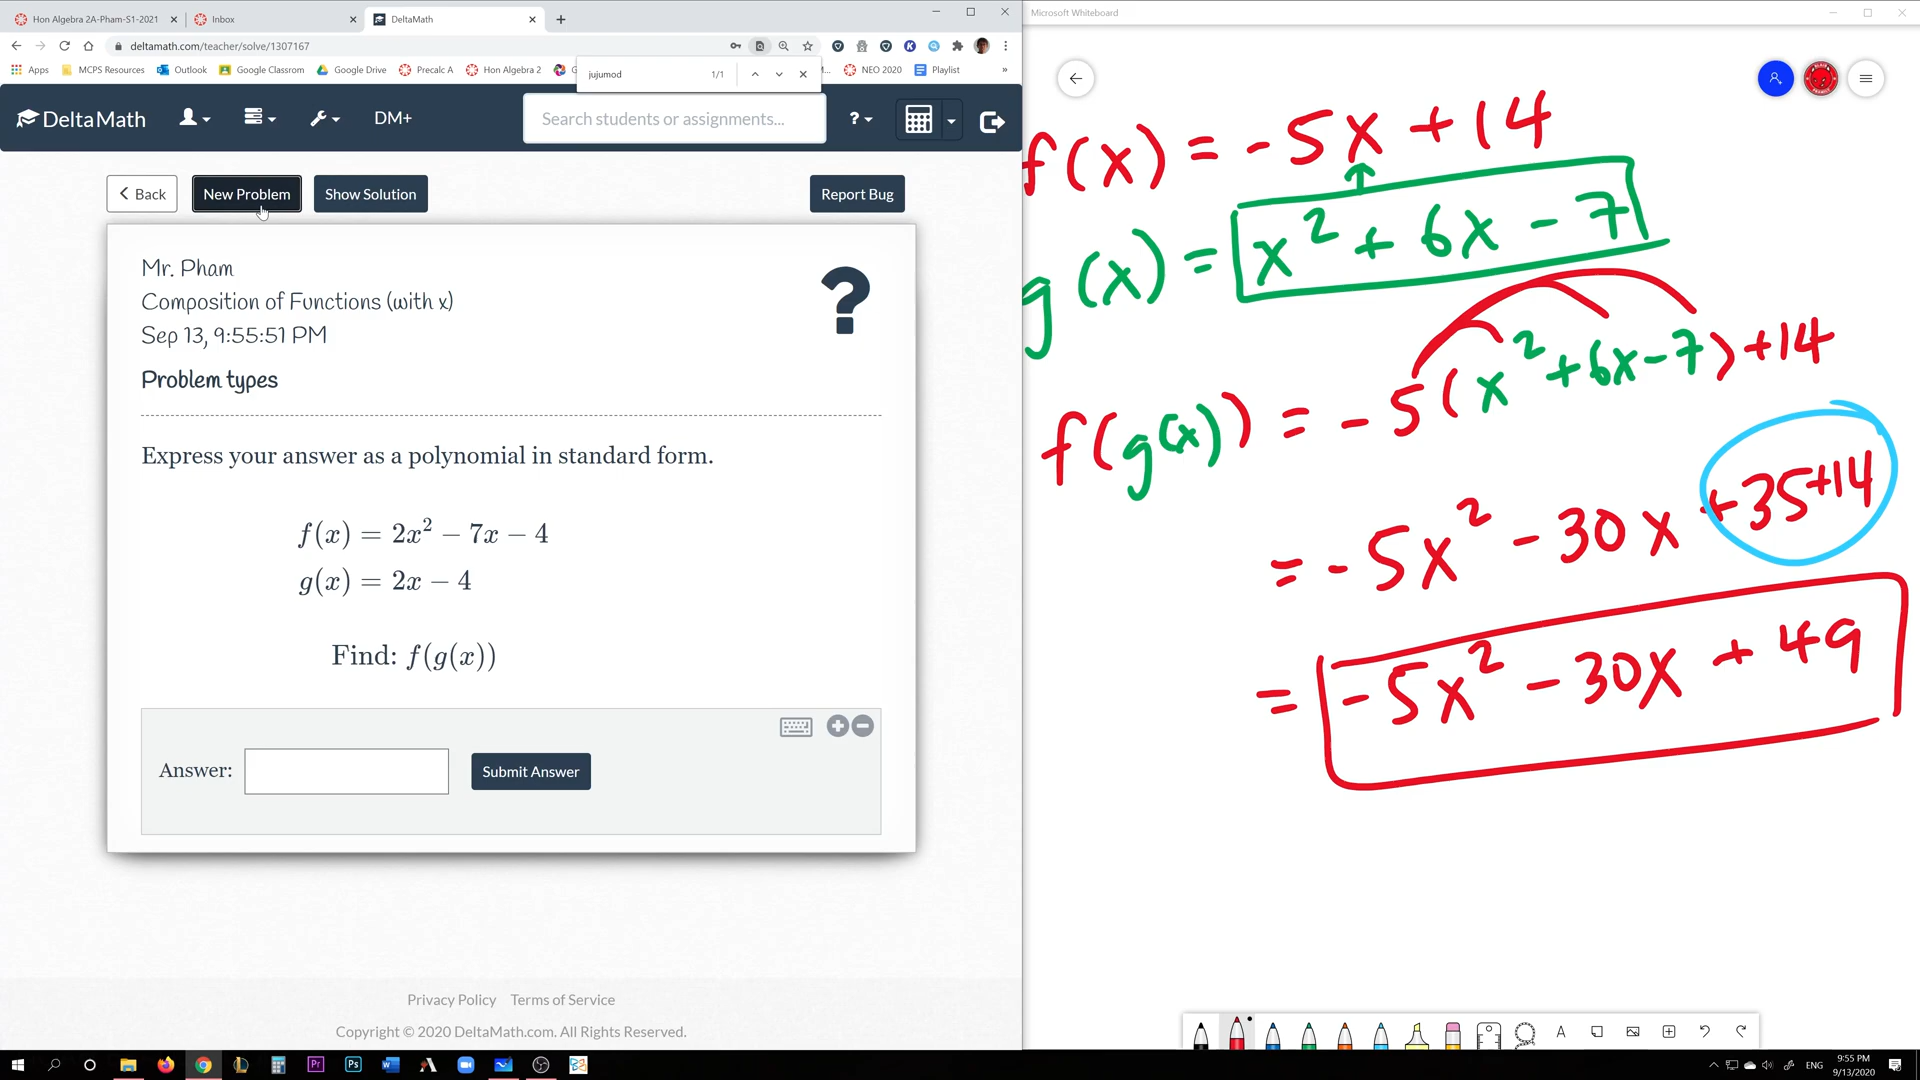 Hon Algebra 2A-Pham-S1-2021
Inbox
DeltaMath
deltamath.com/teacher/solve/1307167
Apps
MCPS Resources
Outlook
Google Classrom
Google Drive
Precalc A
Hon Algebra 2
jujumod
1/1
NEO 2020
Playlist
»
DeltaMath
DM+
Search students or assignments...
?
Back
New Problem
Show Solution
Report Bug
Mr. Pham
Composition of Functions (with x)
Sep 13, 9:55:51 PM
Problem types
?
Express your answer as a polynomial in standard form.
f(x) = 2x² − 7x − 4
g(x) = 2x − 4
Find: f(g(x))
Answer:
Submit Answer
Privacy Policy
Terms of Service
Copyright © 2020 DeltaMath.com. All Rights Reserved.
Microsoft Whiteboard
f(x) = -5x + 14
g(x) = x² + 6x - 7
f(g(x)) = -5(x² + 6x - 7) + 14
= -5x² - 30x + 35 + 14
= -5x² - 30x + 49
ENG
9:55 PM
9/13/2020